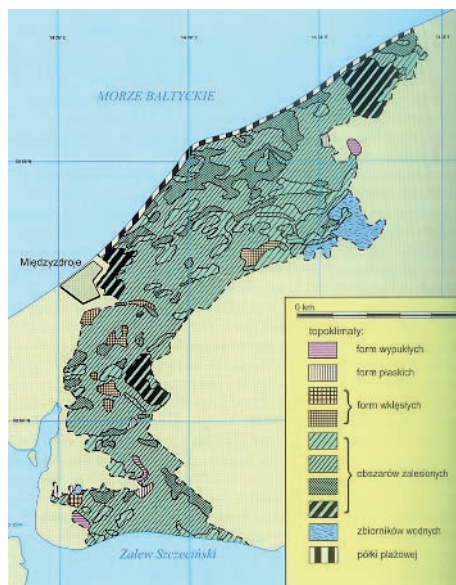 MORZE BAŁTYCKIE
Międzyzdroje
0 km
topoklimaty:
form wypukłych
form płaskich
form wklęsłych
obszarów zalesionych
zbiorników wodnych
półki plażowej
Zalew Szczeciński